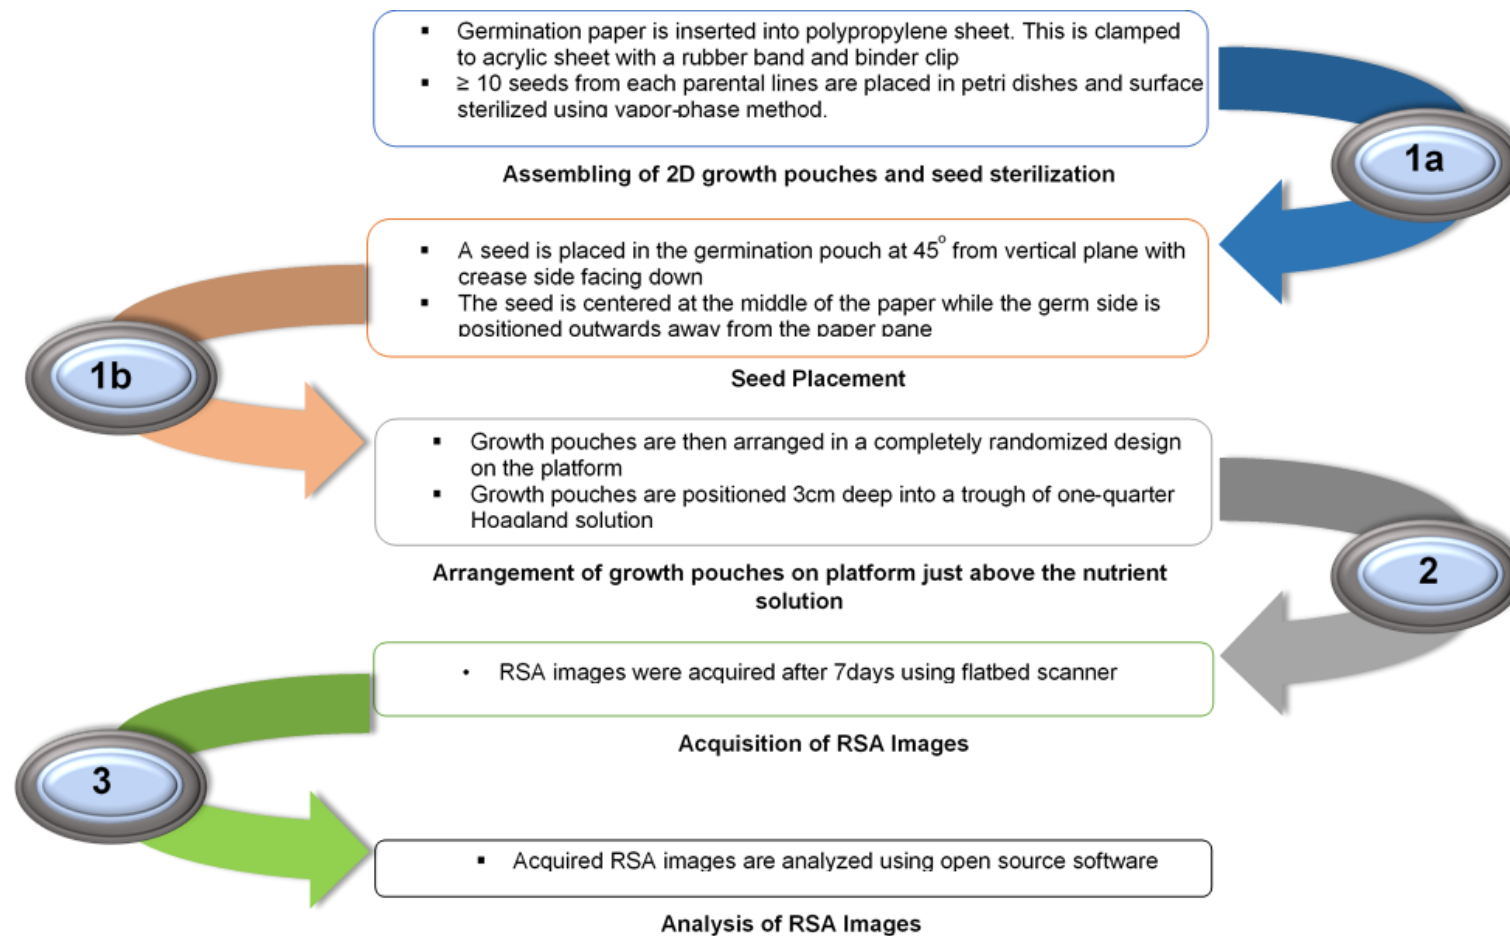 ▪ Germination paper is inserted into polypropylene sheet. This is clamped
to acrylic sheet with a rubber band and binder clip
▪ ≥ 10 seeds from each parental lines are placed in petri dishes and surface
sterilized using vapor-phase method.
1a
Assembling of 2D growth pouches and seed sterilization
▪ A seed is placed in the germination pouch at 45° from vertical plane with
crease side facing down
▪ The seed is centered at the middle of the paper while the germ side is
positioned outwards away from the paper pane
1b
Seed Placement
▪ Growth pouches are then arranged in a completely randomized design
on the platform
▪ Growth pouches are positioned 3cm deep into a trough of one-quarter
Hoagland solution
2
Arrangement of growth pouches on platform just above the nutrient
solution
• RSA images were acquired after 7days using flatbed scanner
Acquisition of RSA Images
3
▪ Acquired RSA images are analyzed using open source software
Analysis of RSA Images